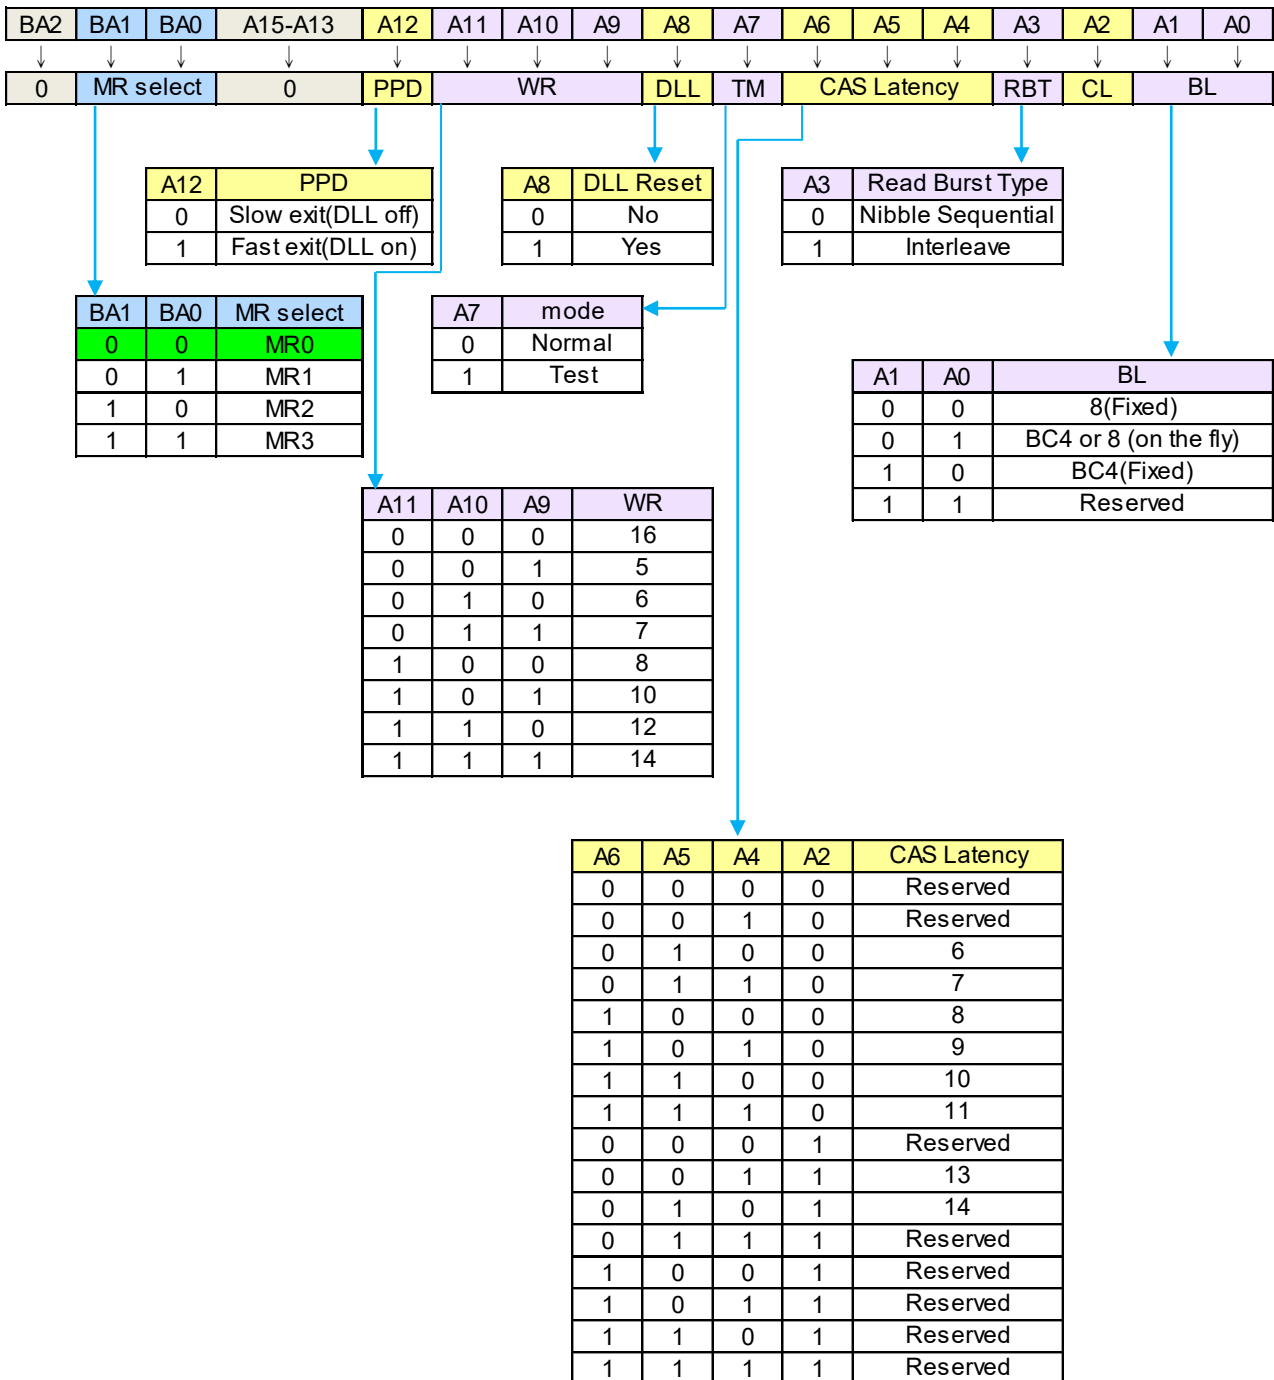 BA2 BA1 BA0 A15-A13 A12 A11 A10 A9 A8 A7 A6 A5 A4 A3 A2 A1 A0
0 MR select 0 PPD WR DLL TM CAS Latency RBT CL BL
A12 PPD
0 Slow exit(DLL off)
1 Fast exit(DLL on)
A8 DLL Reset
0 No
1 Yes
A3 Read Burst Type
0 Nibble Sequential
1 Interleave
BA1 BA0 MR select
0 0 MR0
0 1 MR1
1 0 MR2
1 1 MR3
A7 mode
0 Normal
1 Test
A1 A0 BL
0 0 8(Fixed)
0 1 BC4 or 8 (on the fly)
1 0 BC4(Fixed)
1 1 Reserved
A11 A10 A9 WR
0 0 0 16
0 0 1 5
0 1 0 6
0 1 1 7
1 0 0 8
1 0 1 10
1 1 0 12
1 1 1 14
A6 A5 A4 A2 CAS Latency
0 0 0 0 Reserved
0 0 1 0 Reserved
0 1 0 0 6
0 1 1 0 7
1 0 0 0 8
1 0 1 0 9
1 1 0 0 10
1 1 1 0 11
0 0 0 1 Reserved
0 0 1 1 13
0 1 0 1 14
0 1 1 1 Reserved
1 0 0 1 Reserved
1 0 1 1 Reserved
1 1 0 1 Reserved
1 1 1 1 Reserved